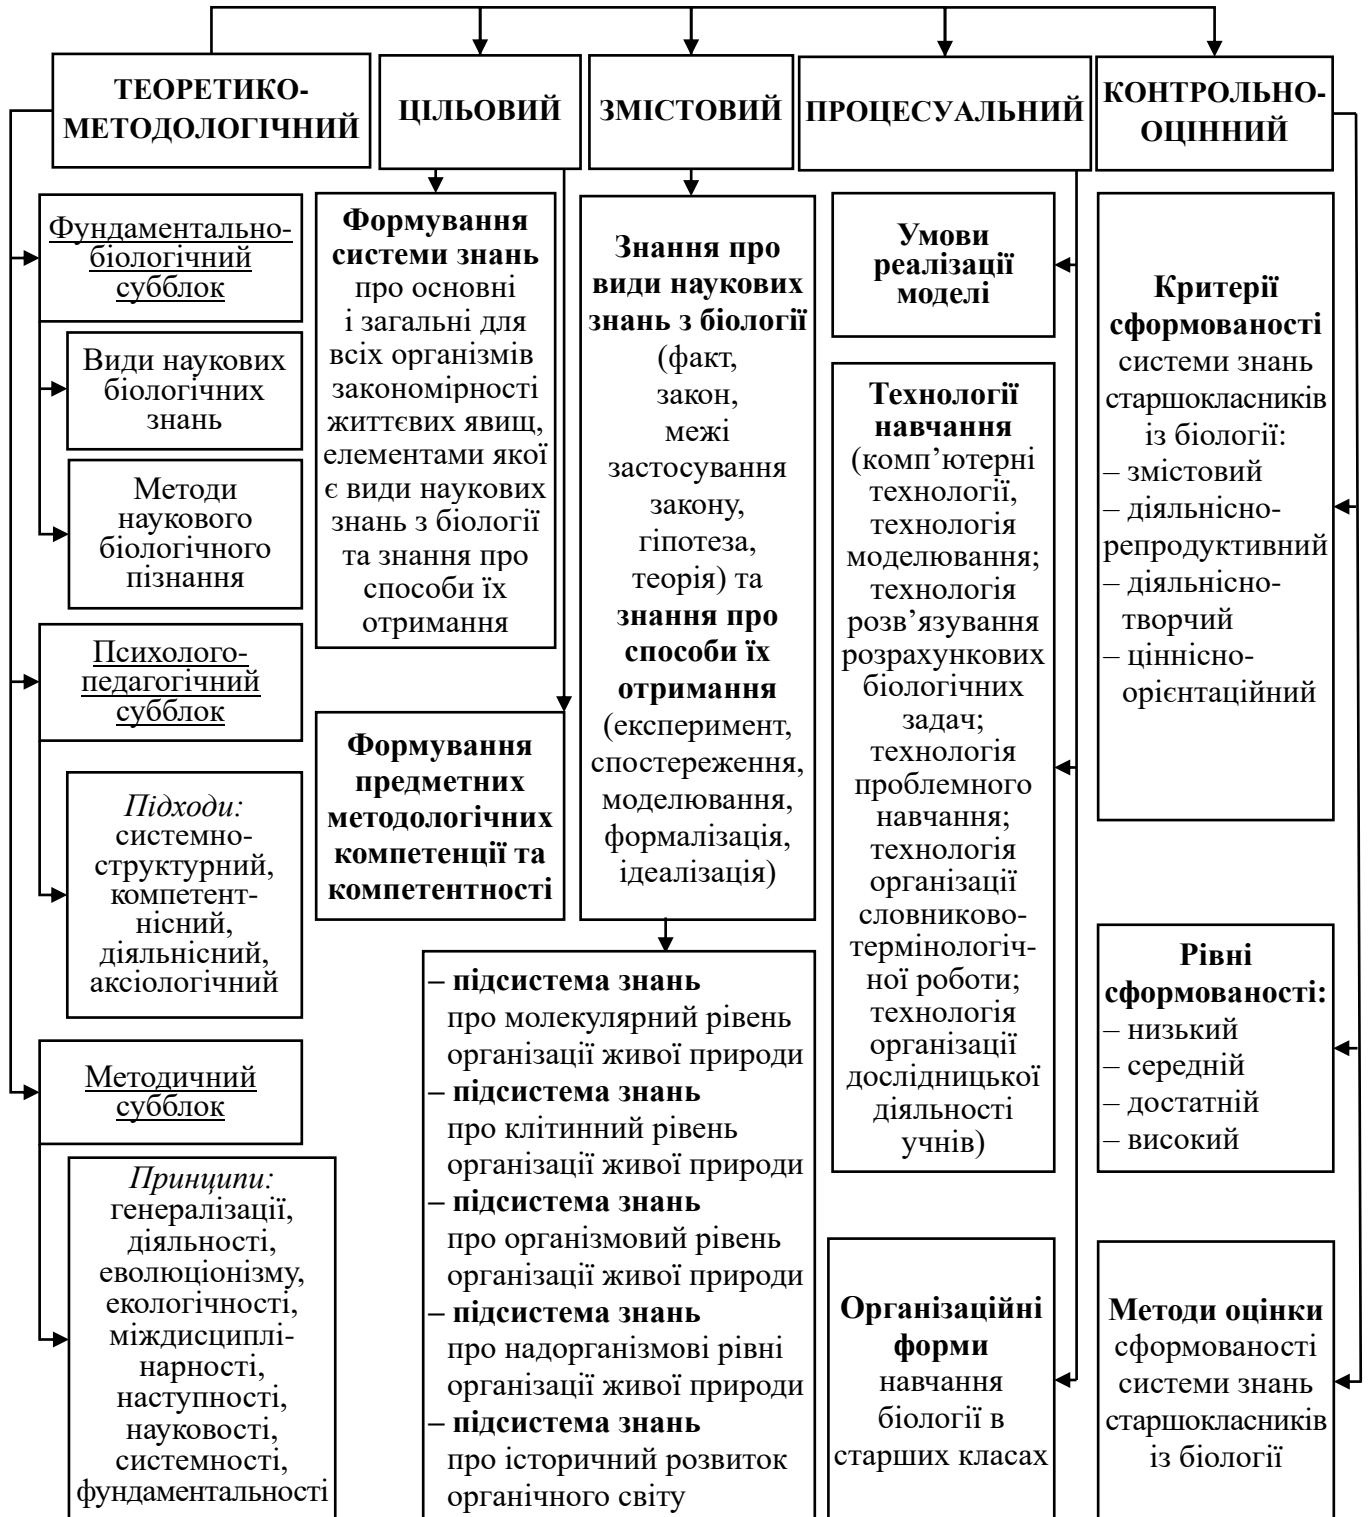 ТЕОРЕТИКО-
МЕТОДОЛОГІЧНИЙ
ЦІЛЬОВИЙ
ЗМІСТОВИЙ
ПРОЦЕСУАЛЬНИЙ
КОНТРОЛЬНО-
ОЦІННИЙ
Фундаментально-
біологічний
субблок
Види наукових
біологічних
знань
Методи
наукового
біологічного
пізнання
Психолого-
педагогічний
субблок
Підходи:
системно-
структурний,
компетент-
нісний,
діяльнісний,
аксіологічний
Методичний
субблок
Принципи:
генералізації,
діяльності,
еволюціонізму,
екологічності,
міждисциплі-
нарності,
наступності,
науковості,
системності,
фундаментальності
Формування
системи знань
про основні
і загальні для
всіх організмів
закономірності
життєвих явищ,
елементами якої
є види наукових
знань з біології
та знання про
способи їх
отримання
Формування
предметних
методологічних
компетенції та
компетентності
Знання про
види наукових
знань з біології
(факт,
закон,
межі
застосування
закону,
гіпотеза,
теорія) та
знання про
способи їх
отримання
(експеримент,
спостереження,
моделювання,
формалізація,
ідеалізація)
– підсистема знань
про молекулярний рівень
організації живої природи
– підсистема знань
про клітинний рівень
організації живої природи
– підсистема знань
про організмовий рівень
організації живої природи
– підсистема знань
про надорганізмові рівні
організації живої природи
– підсистема знань
про історичний розвиток
органічного світу
Умови
реалізації
моделі
Технології
навчання
(комп’ютерні
технології,
технологія
моделювання;
технологія
розв’язування
розрахункових
біологічних
задач;
технологія
проблемного
навчання;
технологія
організації
словниково-
термінологіч-
ної роботи;
технологія
організації
дослідницької
діяльності
учнів)
Організаційні
форми
навчання
біології в
старших класах
Критерії
сформованості
системи знань
старшокласників
із біології:
– змістовий
– діяльнісно-
репродуктивний
– діяльнісно-
творчий
– ціннісно-
орієнтаційний
Рівні
сформованості:
– низький
– середній
– достатній
– високий
Методи оцінки
сформованості
системи знань
старшокласників
із біології